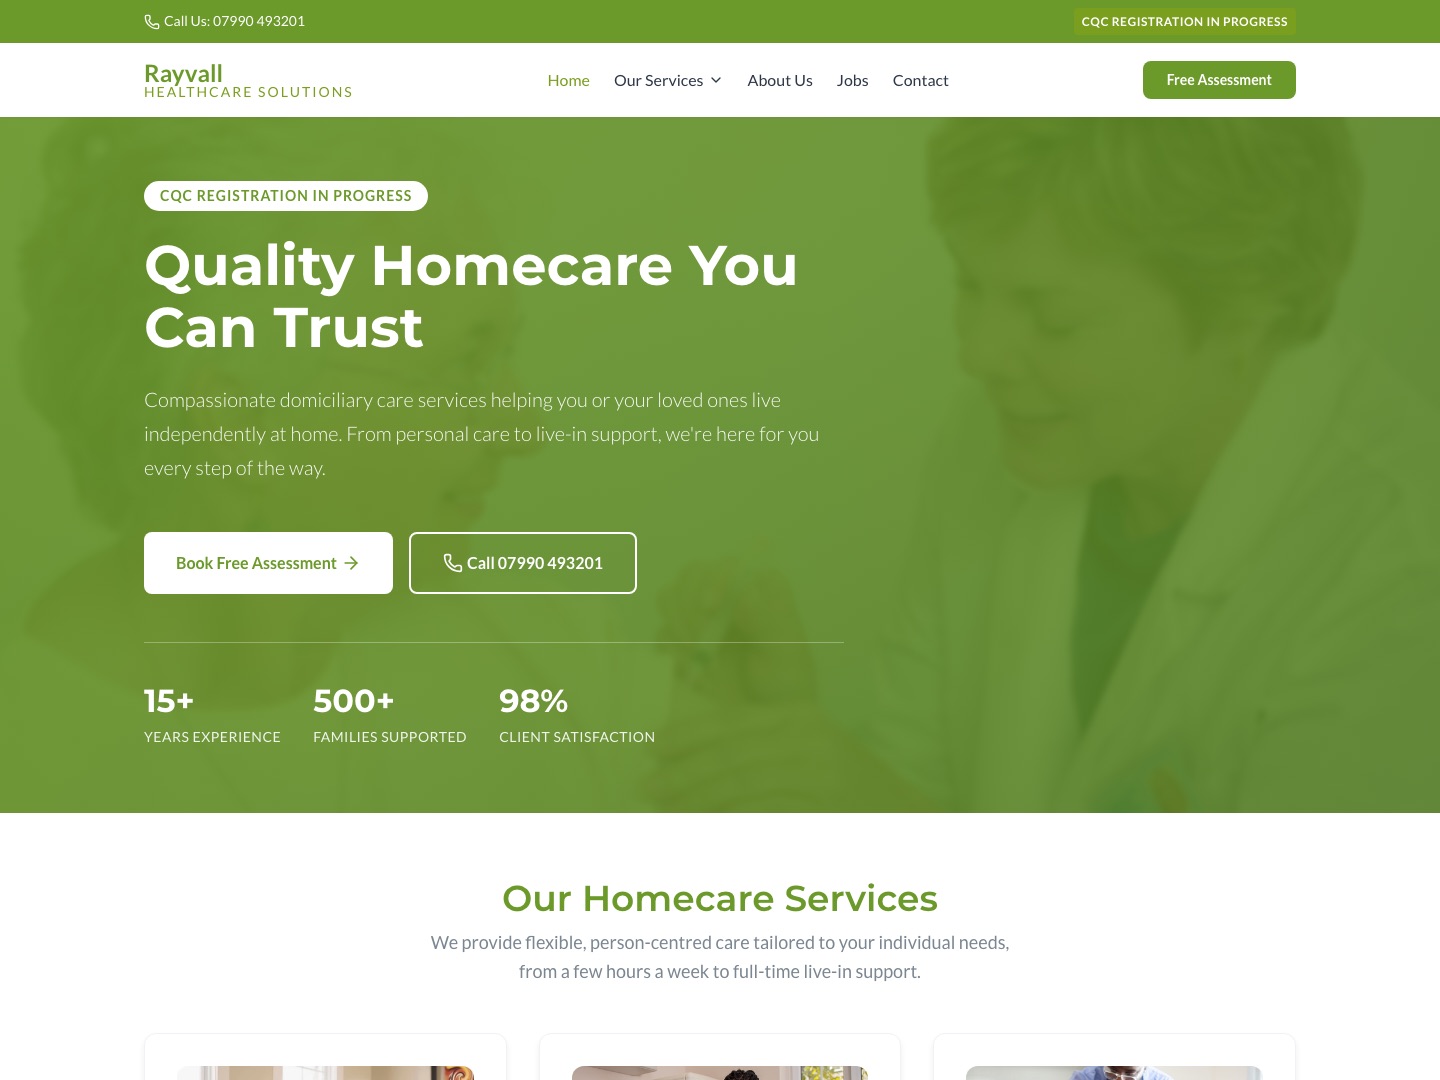 Call Us: 07990 493201
CQC REGISTRATION IN PROGRESS
Rayvall
HEALTHCARE SOLUTIONS
Home
Our Services
About Us
Jobs
Contact
Free Assessment
CQC REGISTRATION IN PROGRESS
Quality Homecare You
Can Trust
Compassionate domiciliary care services helping you or your loved ones live
independently at home. From personal care to live-in support, we're here for you
every step of the way.
Book Free Assessment
Call 07990 493201
15+
YEARS EXPERIENCE
500+
FAMILIES SUPPORTED
98%
CLIENT SATISFACTION
Our Homecare Services
We provide flexible, person-centred care tailored to your individual needs,
from a few hours a week to full-time live-in support.